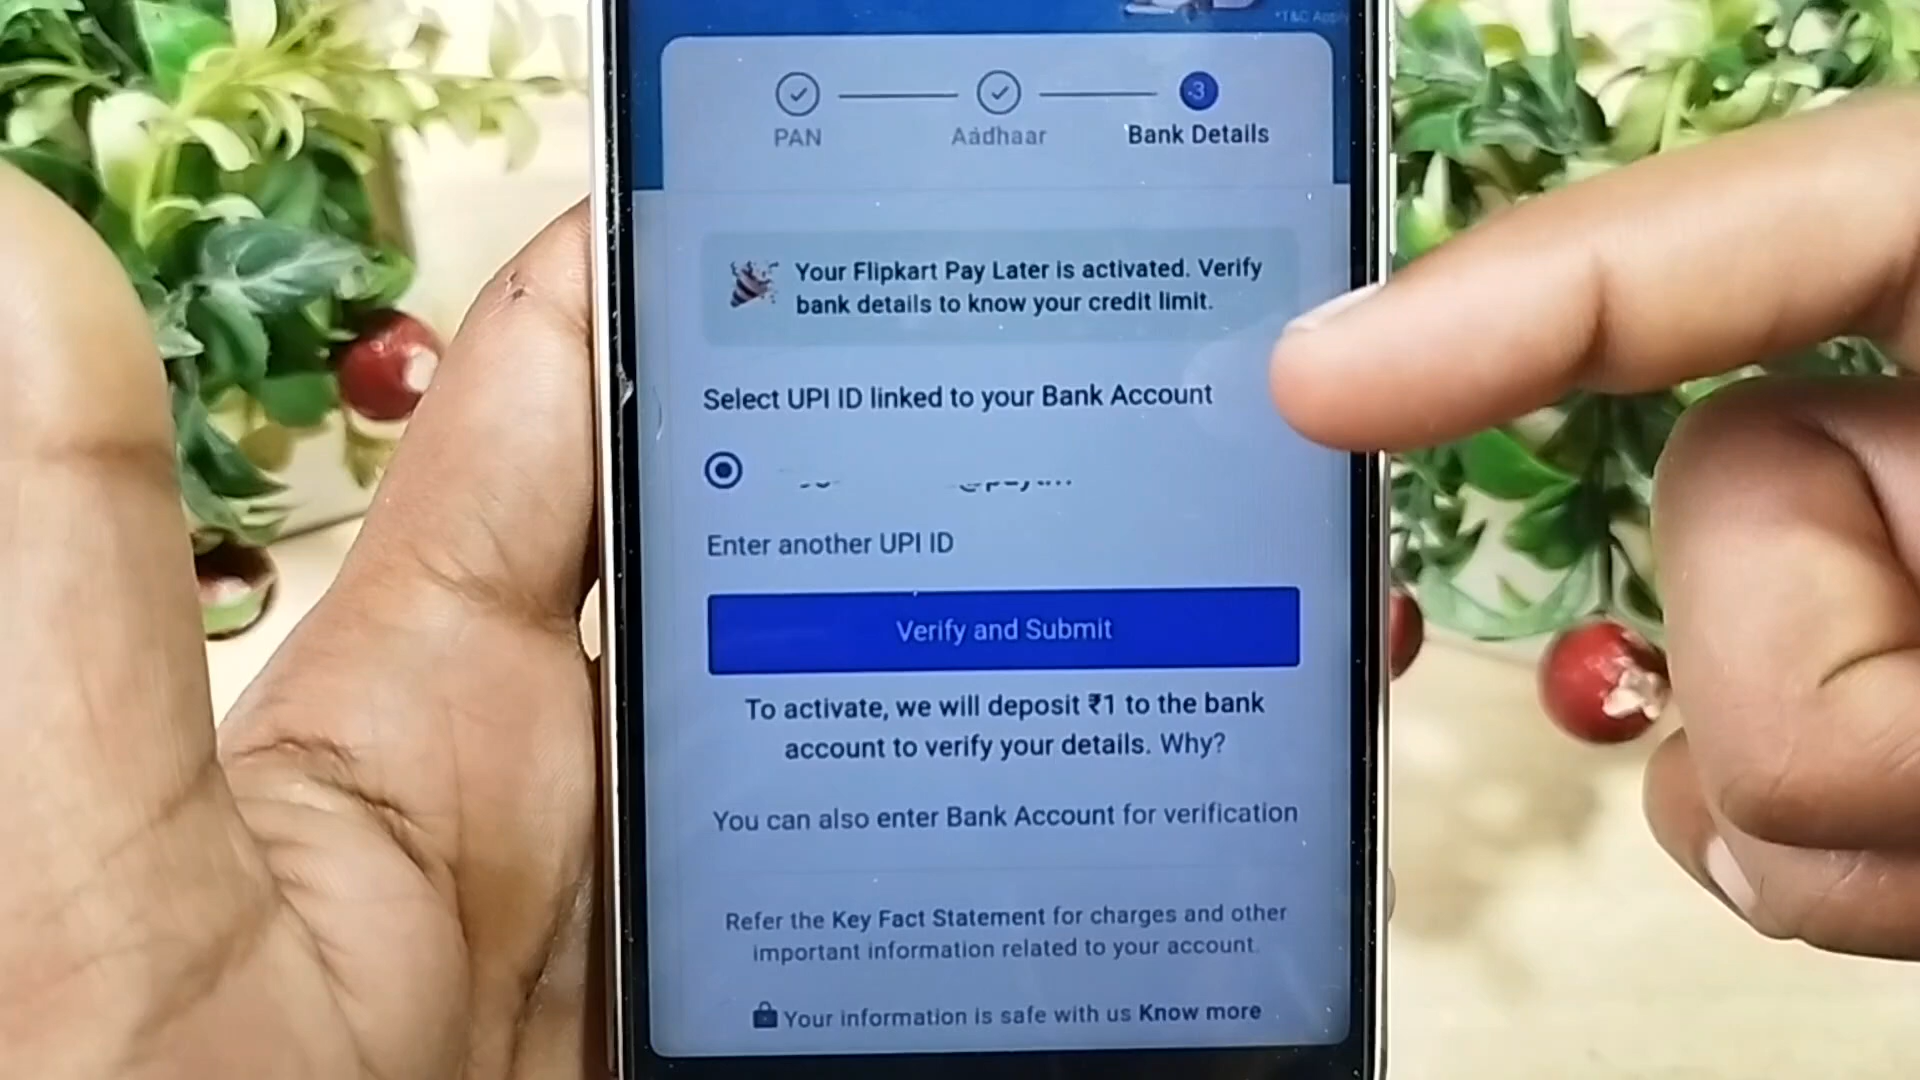 *T&C Apply
PAN
Aadhaar
3
Bank Details
Your Flipkart Pay Later is activated. Verify
bank details to know your credit limit.
Select UPI ID linked to your Bank Account
Enter another UPI ID
Verify and Submit
To activate, we will deposit ₹1 to the bank
account to verify your details. Why?
You can also enter Bank Account for verification
Refer the Key Fact Statement for charges and other
important information related to your account.
Your information is safe with us Know more